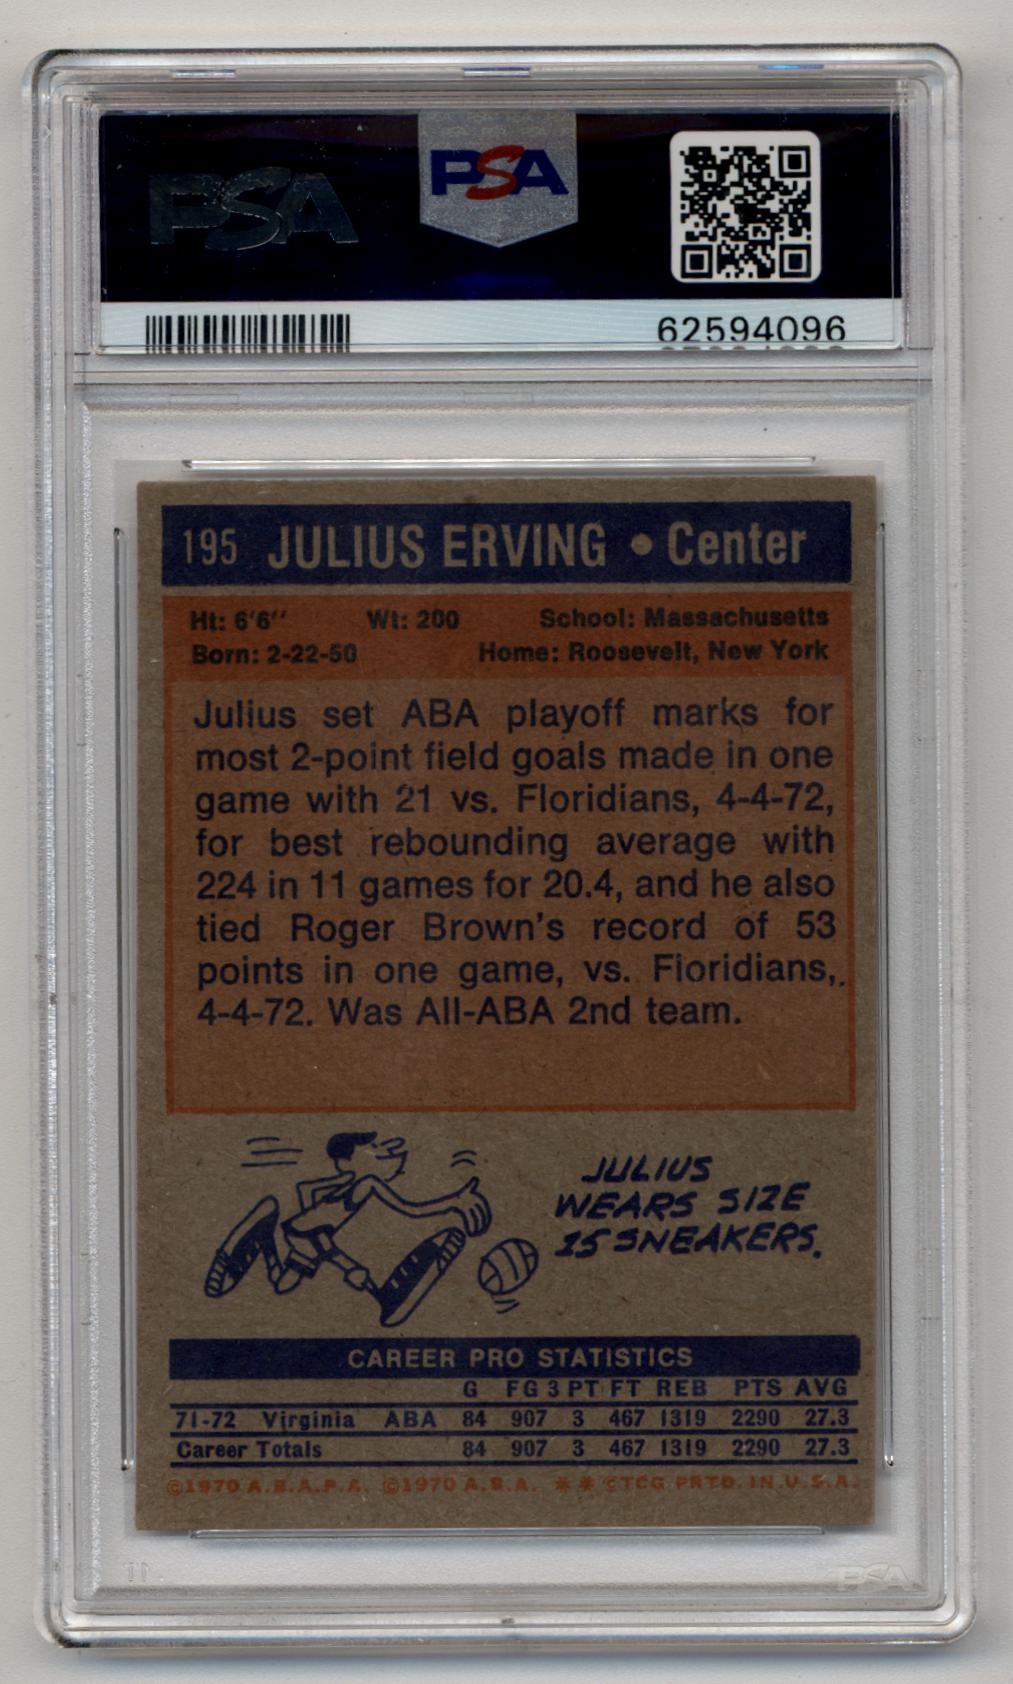 PSA
PSA
62594096
195 JULIUS ERVING • Center
Ht: 6'6" Wt: 200 School: Massachusetts
Born: 2-22-50 Home: Roosevelt, New York
Julius set ABA playoff marks for
most 2-point field goals made in one
game with 21 vs. Floridians, 4-4-72,
for best rebounding average with
224 in 11 games for 20.4, and he also
tied Roger Brown's record of 53
points in one game, vs. Floridians,.
4-4-72. Was All-ABA 2nd team.
JULIUS
WEARS SIZE
15 SNEAKERS.
CAREER PRO STATISTICS
G FG 3 PT FT REB PTS AVG
71-72 Virginia ABA 84 907 3 467 1319 2290 27.3
Career Totals 84 907 3 467 1319 2290 27.3
©1970 A.B.A.P.A. ©1970 A.B.A. ✳ ✳ CTCG PRTD. IN U.S.A.
PSA